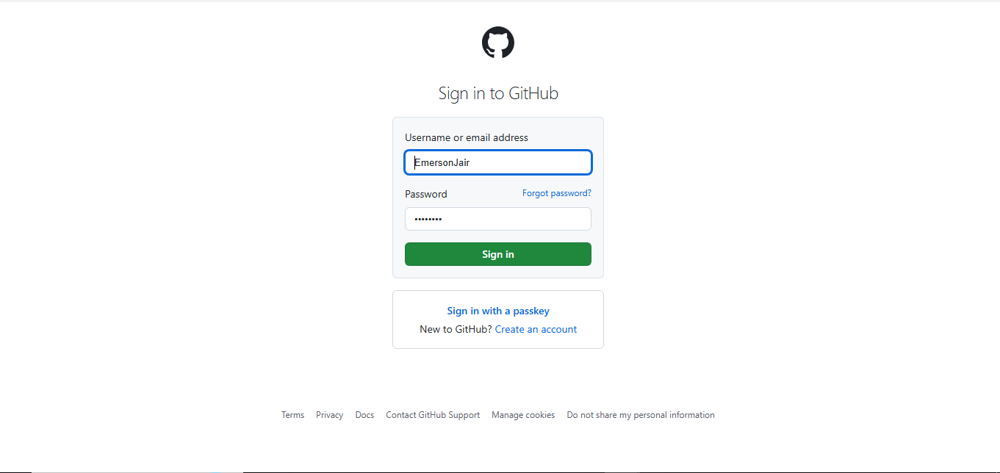 Sign in to GitHub
Username or email address
EmersonJair
Password Forgot password?
••••••••
Sign in
Sign in with a passkey
New to GitHub? Create an account
Terms Privacy Docs Contact GitHub Support Manage cookies Do not share my personal information